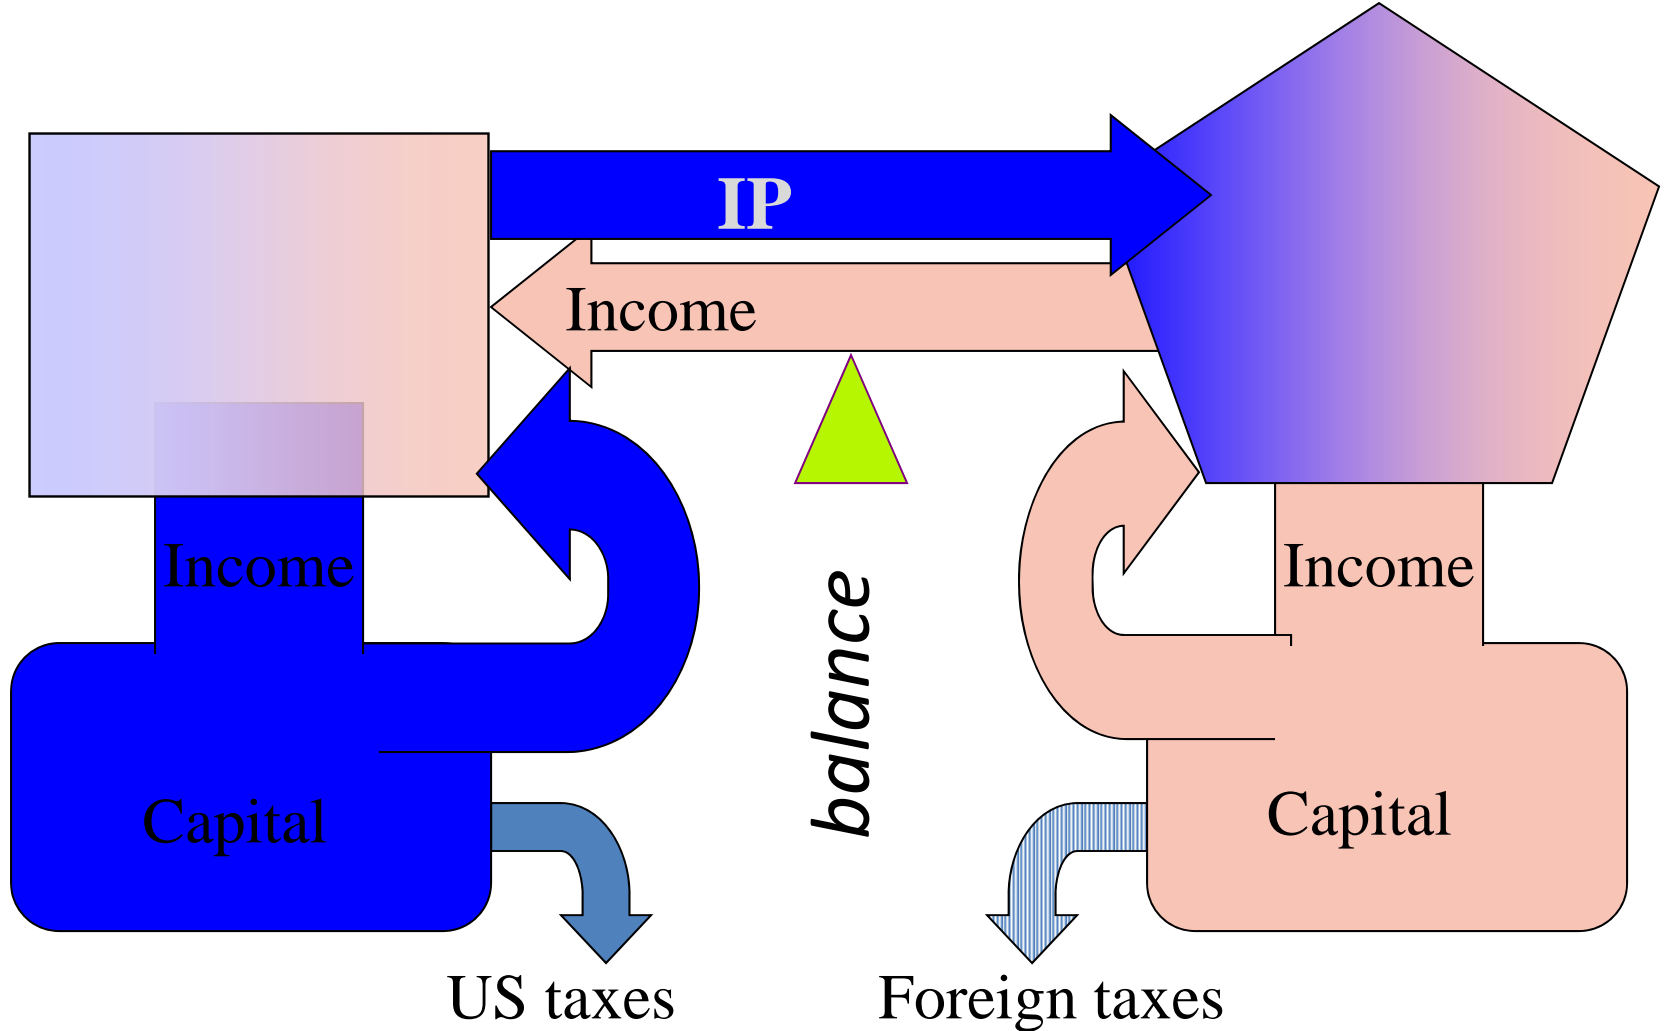 IP
Income
Income
Income
balance
Capital
Capital
US taxes
Foreign taxes